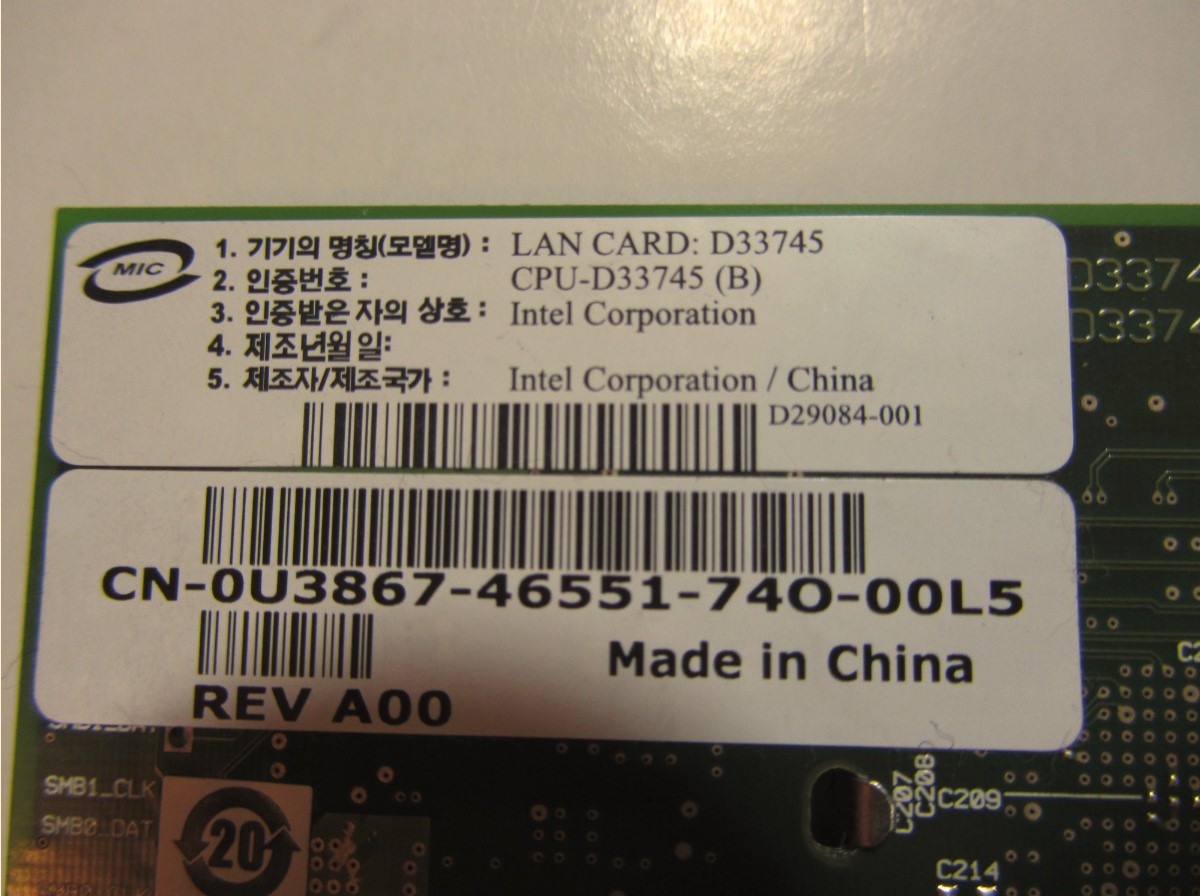 MIC
1. 기기의 명칭(모델명) : LAN CARD: D33745
2. 인증번호 : CPU-D33745 (B)
3. 인증받은 자의 상호 : Intel Corporation
4. 제조년월일:
5. 제조자/제조국가 : Intel Corporation / China
D29084-001
CN-0U3867-46551-74O-00L5
Made in China
REV A00
SMB1_CLK
SMB0_DAT
20
C207
C208
C209
C214